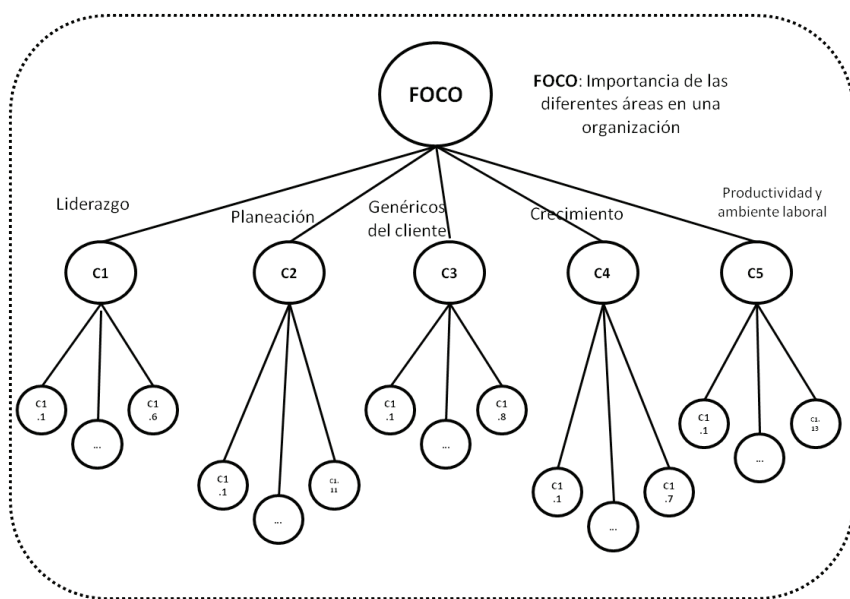 FOCO
FOCO: Importancia de las
diferentes áreas en una
organización
Liderazgo
Planeación
Genéricos
del cliente
Crecimiento
Productividad y
ambiente laboral
C1
C2
C3
C4
C5
C1
.1
...
C1
.6
C1
.1
...
C1.
11
C1
.1
...
C1
.8
C1
.1
...
C1
.7
C1
.1
...
C1.
13